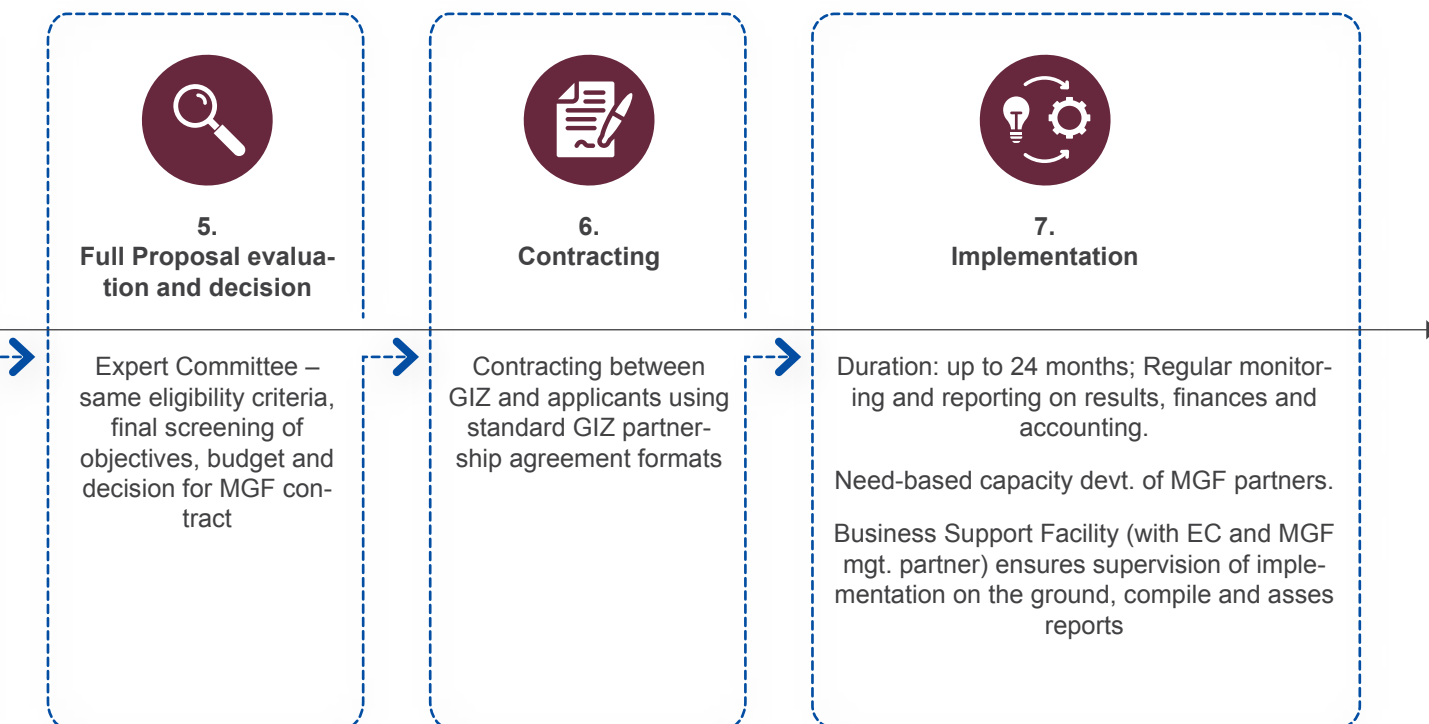 5.
Full Proposal evalua-
tion and decision
Expert Committee –
same eligibility criteria,
final screening of
objectives, budget and
decision for MGF con-
tract
6.
Contracting
Contracting between
GIZ and applicants using
standard GIZ partner-
ship agreement formats
7.
Implementation
Duration: up to 24 months; Regular monitor-
ing and reporting on results, finances and
accounting.
Need-based capacity devt. of MGF partners.
Business Support Facility (with EC and MGF
mgt. partner) ensures supervision of imple-
mentation on the ground, compile and asses
reports